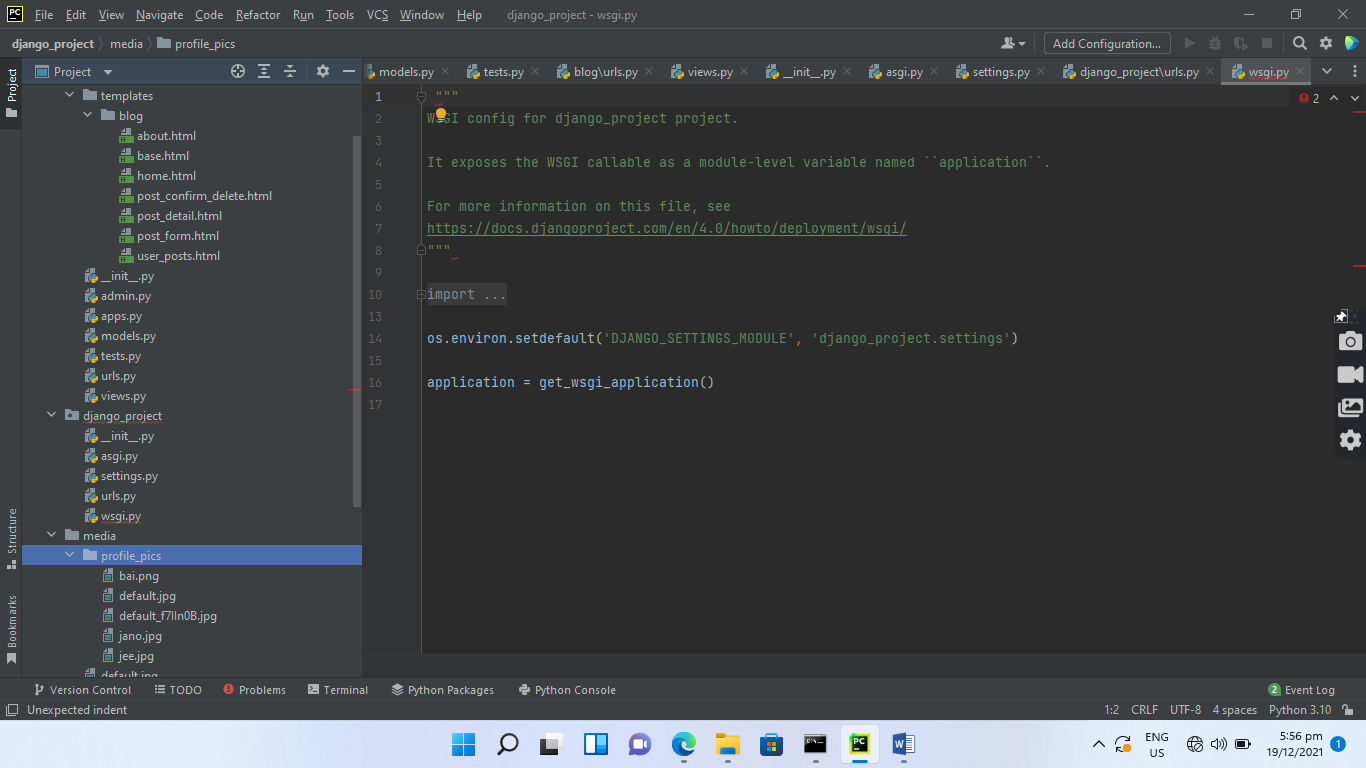 PC File Edit View Navigate Code Refactor Run Tools VCS Window Help django_project - wsgi.py
django_project media profile_pics Add Configuration...
Project models.py tests.py blog\urls.py views.py __init__.py asgi.py settings.py django_project\urls.py wsgi.py
Project
Structure
Bookmarks
templates
blog
about.html
base.html
home.html
post_confirm_delete.html
post_detail.html
post_form.html
user_posts.html
__init__.py
admin.py
apps.py
models.py
tests.py
urls.py
views.py
django_project
__init__.py
asgi.py
settings.py
urls.py
wsgi.py
media
profile_pics
bai.png
default.jpg
jano.jpg
jee.jpg
default.jpg
1 """
2 WSGI config for django_project project.
3
4 It exposes the WSGI callable as a module-level variable named ``application``.
5
6 For more information on this file, see
7 https://docs.djangoproject.com/en/4.0/howto/deployment/wsgi/
8 """
9
10 import ...
13
14 os.environ.setdefault('DJANGO_SETTINGS_MODULE', 'django_project.settings')
15
16 application = get_wsgi_application()
17
2
Version Control TODO Problems Terminal Python Packages Python Console 2 Event Log
Unexpected indent 1:2 CRLF UTF-8 4 spaces Python 3.10
PC W ENG US 5:56 pm 19/12/2021 1